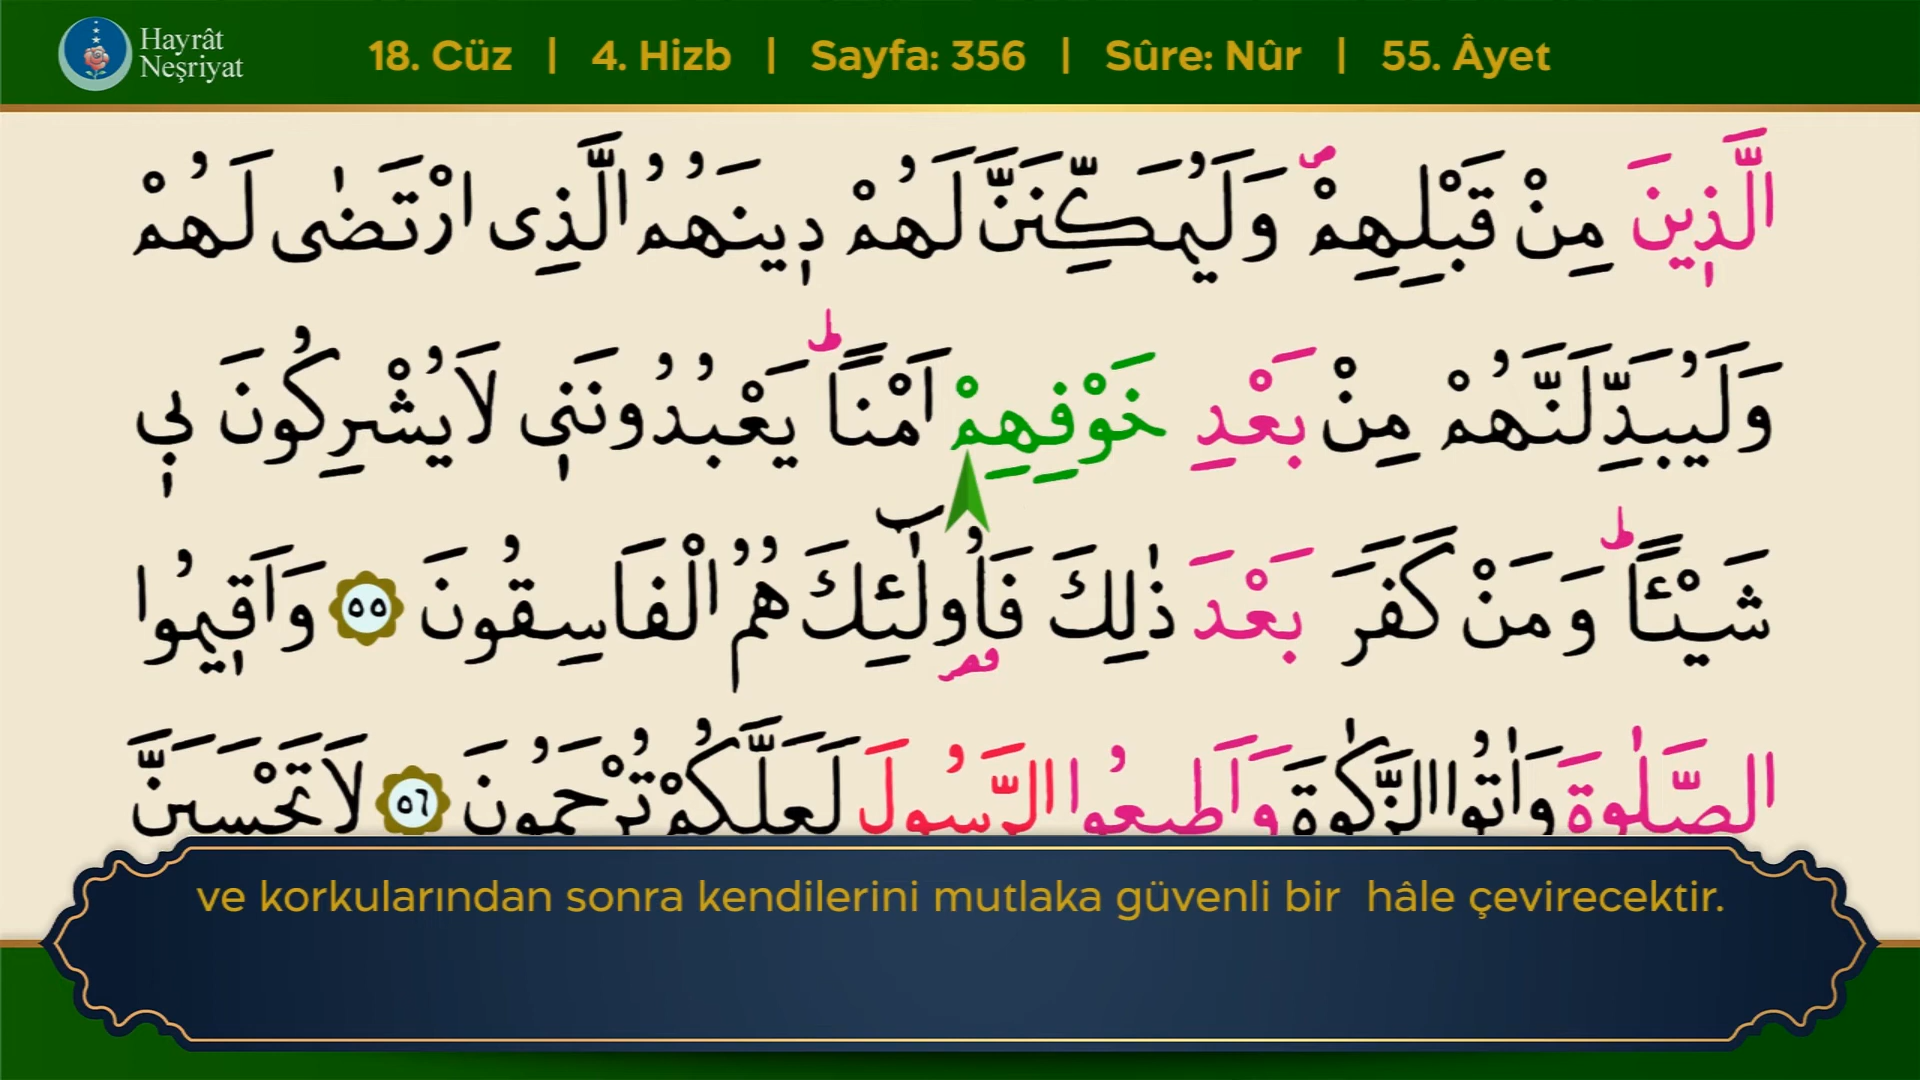 Hayrât
Neşriyat
18. Cüz | 4. Hizb | Sayfa: 356 | Sûre: Nûr | 55. Âyet
الَّذ۪ينَ مِنْ قَبْلِهِمْۖ وَلَيُمَكِّنَنَّ لَهُمْ د۪ينَهُمُ الَّذِى ارْتَضٰى لَهُمْ
وَلَيُبَدِّلَنَّهُمْ مِنْ بَعْدِ خَوْفِهِمْ اَمْنًاۜ يَعْبُدُونَن۪ى لَايُشْرِكُونَ ب۪ى
شَيْئًاۜ وَمَنْ كَفَرَ بَعْدَ ذٰلِكَ فَاُو۬لٰٓئِكَ هُمُ الْفَاسِقُونَ ﴿٥٥﴾ وَاَق۪يمُوا
الصَّلٰوةَ وَاٰتُوا الزَّكٰوةَ وَاَط۪يعُوا الرَّسُولَ لَعَلَّكُمْ تُرْحَمُونَ ﴿٥٦﴾ لَاتَحْسَبَنَّ
ve korkularından sonra kendilerini mutlaka güvenli bir hâle çevirecektir.